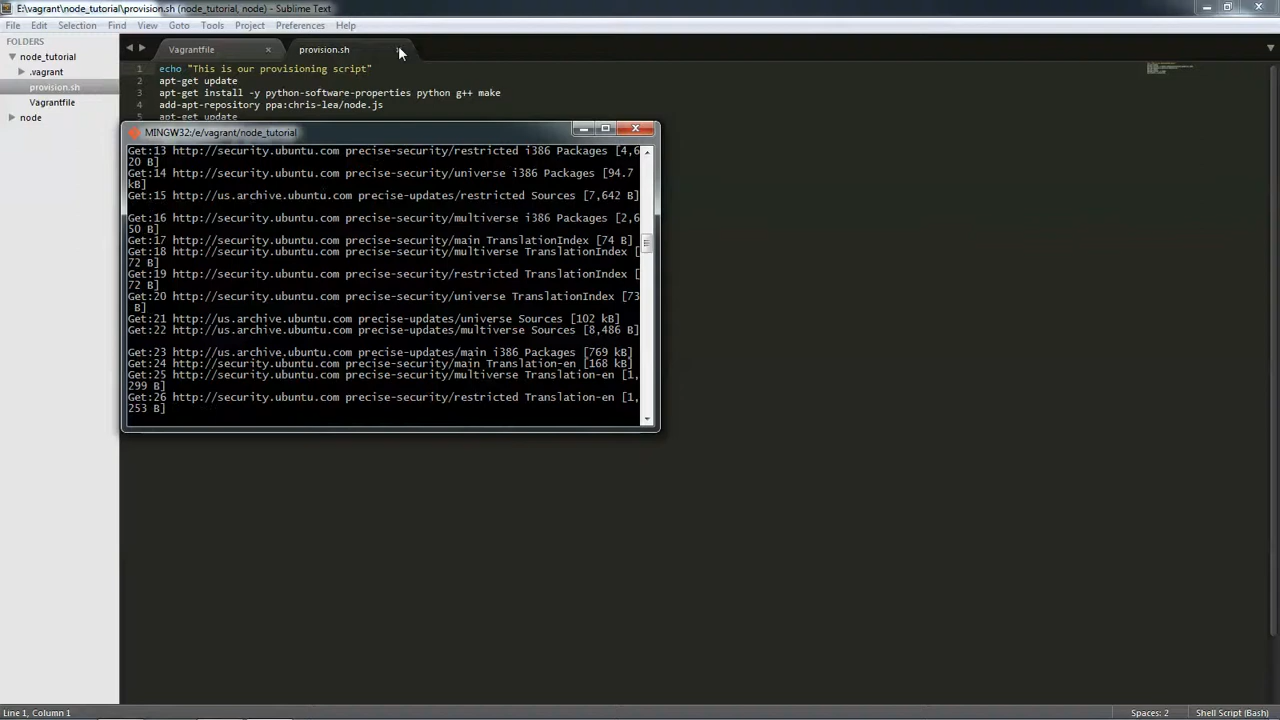 E:\vagrant\node_tutorial\provision.sh (node_tutorial, node) - Sublime Text
File Edit Selection Find View Goto Tools Project Preferences Help
FOLDERS
node_tutorial
.vagrant
provision.sh
Vagrantfile
node
Vagrantfile
provision.sh
1 echo "This is our provisioning script"
2 apt-get update
3 apt-get install -y python-software-properties python g++ make
4 add-apt-repository ppa:chris-lea/node.js
5 apt-get update
MINGW32:/e/vagrant/node_tutorial
Get:13 http://security.ubuntu.com precise-security/restricted i386 Packages [4,6
20 B]
Get:14 http://security.ubuntu.com precise-security/universe i386 Packages [94.7
kB]
Get:15 http://us.archive.ubuntu.com precise-updates/restricted Sources [7,642 B]
Get:16 http://security.ubuntu.com precise-security/multiverse i386 Packages [2,6
50 B]
Get:17 http://security.ubuntu.com precise-security/main TranslationIndex [74 B]
Get:18 http://security.ubuntu.com precise-security/multiverse TranslationIndex [
72 B]
Get:19 http://security.ubuntu.com precise-security/restricted TranslationIndex [
72 B]
Get:20 http://security.ubuntu.com precise-security/universe TranslationIndex [73
B]
Get:21 http://us.archive.ubuntu.com precise-updates/universe Sources [102 kB]
Get:22 http://us.archive.ubuntu.com precise-updates/multiverse Sources [8,486 B]
Get:23 http://us.archive.ubuntu.com precise-updates/main i386 Packages [769 kB]
Get:24 http://security.ubuntu.com precise-security/main Translation-en [168 kB]
Get:25 http://security.ubuntu.com precise-security/multiverse Translation-en [1,
299 B]
Get:26 http://security.ubuntu.com precise-security/restricted Translation-en [1,
253 B]
Line 1, Column 1
Spaces: 2
Shell Script (Bash)